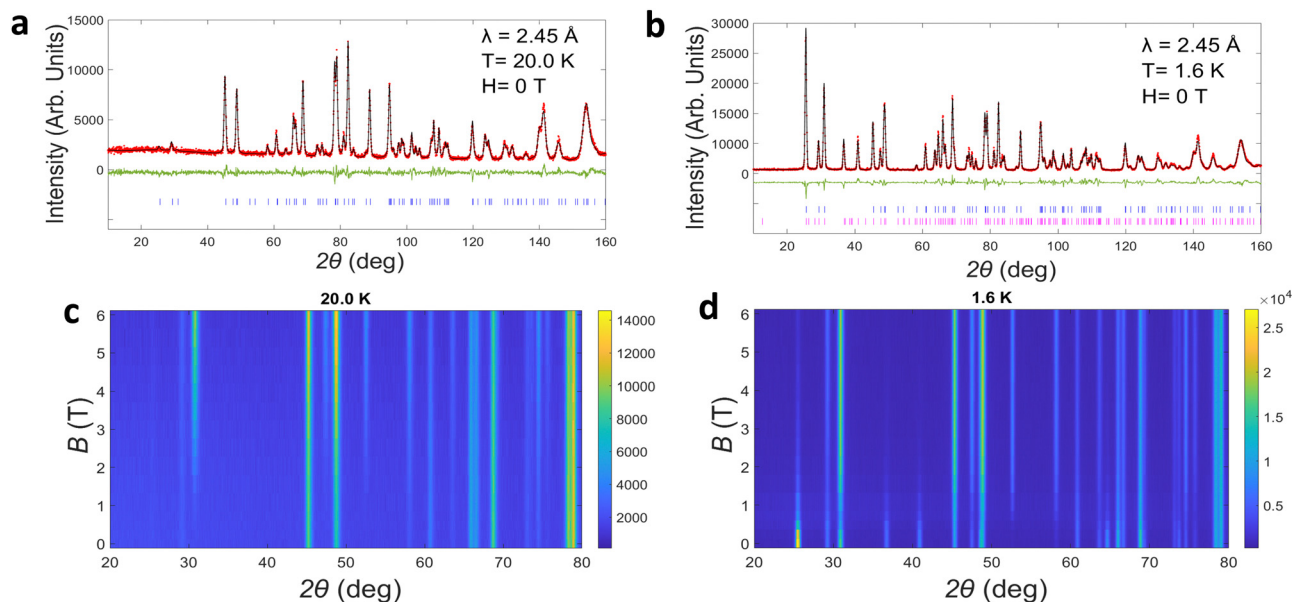 a
15000
10000
5000
0
Intensity (Arb. Units)
λ = 2.45 Å
T= 20.0 K
H= 0 T
20 40 60 80 100 120 140 160
2θ (deg)
b
30000
25000
20000
15000
10000
5000
0
Intensity (Arb. Units)
λ = 2.45 Å
T= 1.6 K
H= 0 T
20 40 60 80 100 120 140 160
2θ (deg)
c
20.0 K
6
5
4
3
2
1
0
B (T)
20 30 40 50 60 70 80
2θ (deg)
14000
12000
10000
8000
6000
4000
2000
d
1.6 K
×10⁴
6
5
4
3
2
1
0
B (T)
20 30 40 50 60 70 80
2θ (deg)
2.5
2
1.5
1
0.5